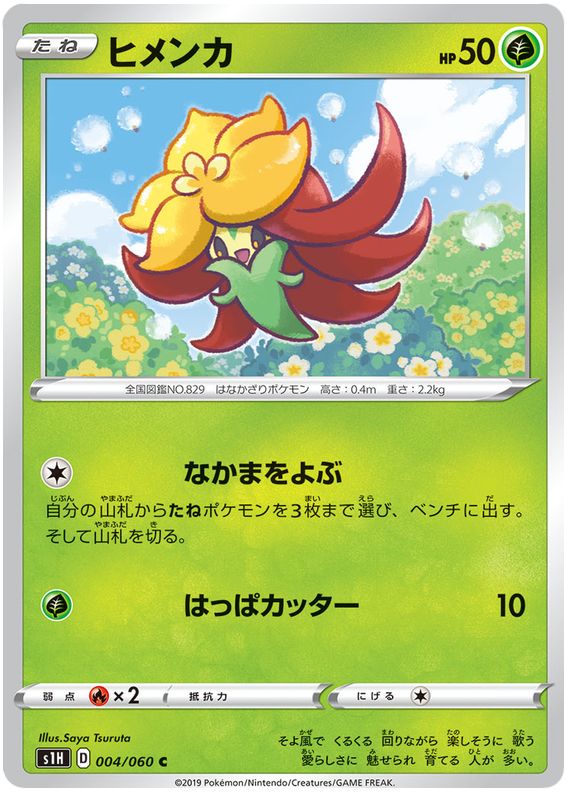 たね ヒメンカ HP50
全国図鑑NO.829 はなかざりポケモン 高さ:0.4m 重さ:2.2kg
なかまをよぶ
自分の山札からたねポケモンを3枚まで選び、ベンチに出す。
そして山札を切る。
はっぱカッター 10
弱点 ×2 抵抗力 にげる
Illus.Saya Tsuruta
s1H D 004/060 C
そよ風で くるくる 回りながら 楽しそうに 歌う
愛らしさに 魅せられ 育てる 人が 多い。
©2019 Pokémon/Nintendo/Creatures/GAME FREAK.